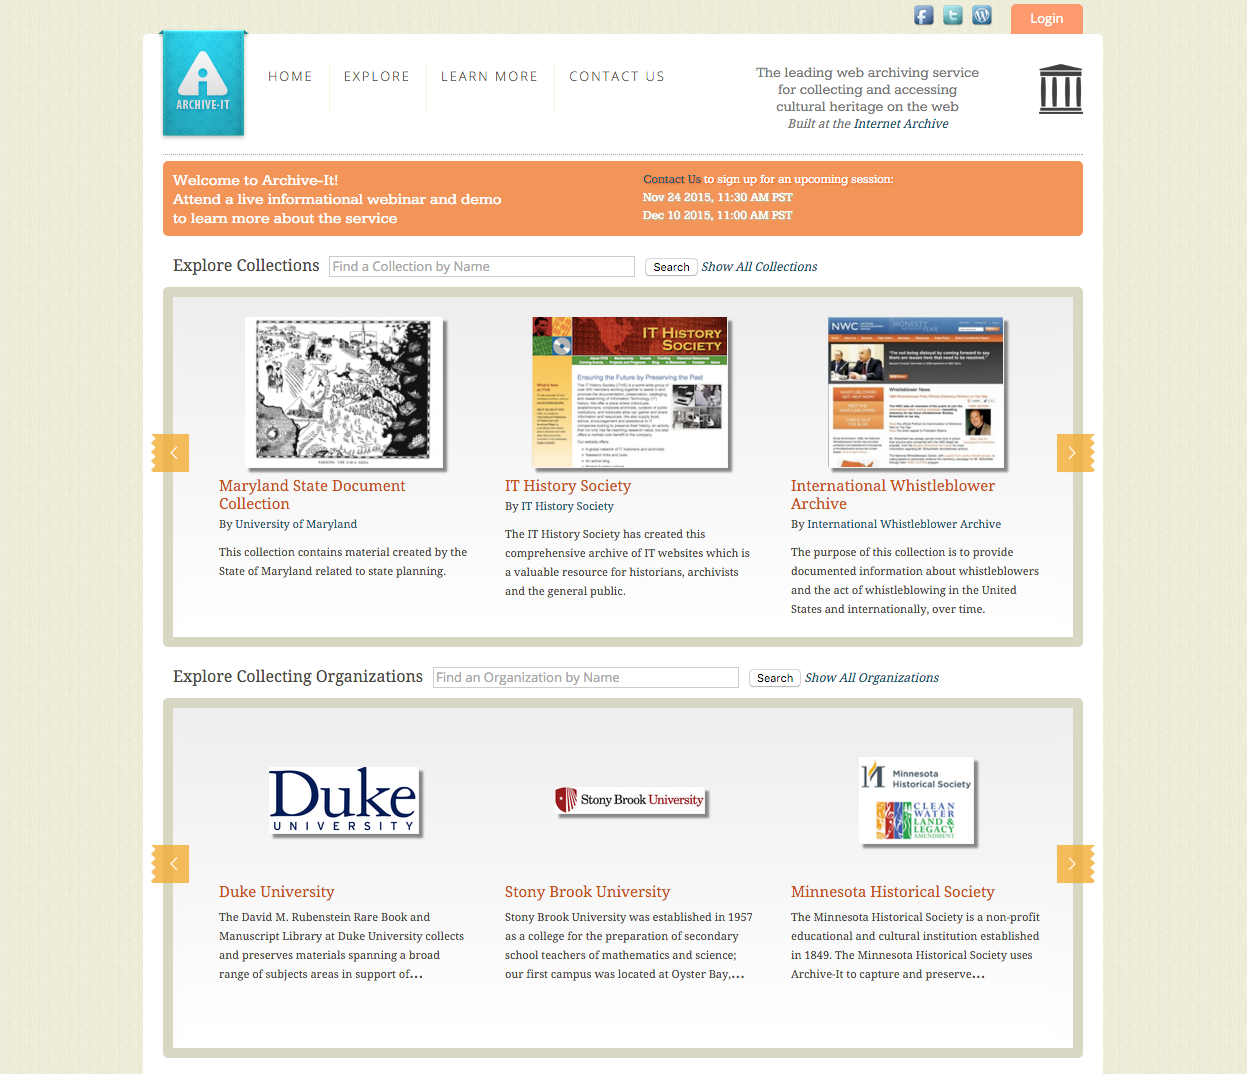 Login
ARCHIVE-IT
HOME
EXPLORE
LEARN MORE
CONTACT US
The leading web archiving service
for collecting and accessing
cultural heritage on the web
Built at the Internet Archive
Welcome to Archive-It!
Attend a live informational webinar and demo
to learn more about the service
Contact Us to sign up for an upcoming session:
Nov 24 2015, 11:30 AM PST
Dec 10 2015, 11:00 AM PST
Explore Collections
Find a Collection by Name
Search
Show All Collections
IT HISTORY
SOCIETY
Ensuring the Future by Preserving the Past
NWC
HONESTY
WITHOUT FEAR
Whistleblower News
Maryland State Document
Collection
By University of Maryland
This collection contains material created by the
State of Maryland related to state planning.
IT History Society
By IT History Society
The IT History Society has created this
comprehensive archive of IT websites which is
a valuable resource for historians, archivists
and the general public.
International Whistleblower
Archive
By International Whistleblower Archive
The purpose of this collection is to provide
documented information about whistleblowers
and the act of whistleblowing in the United
States and internationally, over time.
Explore Collecting Organizations
Find an Organization by Name
Search
Show All Organizations
Duke
UNIVERSITY
Stony Brook University
Minnesota
Historical Society
CLEAN
WATER
LAND &
LEGACY
AMENDMENT
Duke University
The David M. Rubenstein Rare Book and
Manuscript Library at Duke University collects
and preserves materials spanning a broad
range of subjects areas in support of...
Stony Brook University
Stony Brook University was established in 1957
as a college for the preparation of secondary
school teachers of mathematics and science;
our first campus was located at Oyster Bay,...
Minnesota Historical Society
The Minnesota Historical Society is a non-profit
educational and cultural institution established
in 1849. The Minnesota Historical Society uses
Archive-It to capture and preserve...